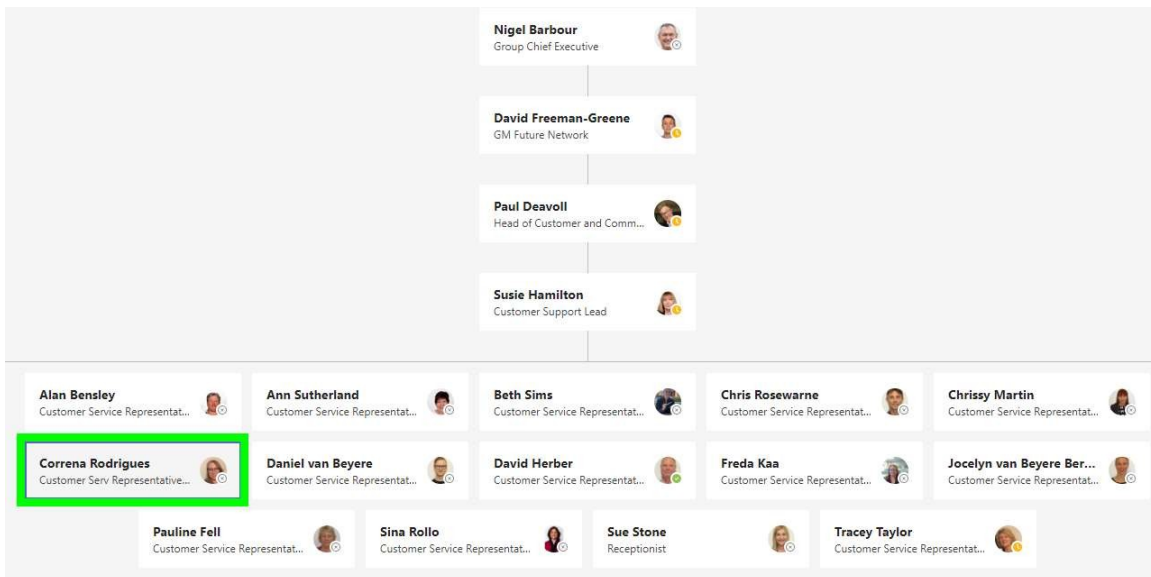 Nigel Barbour
Group Chief Executive
David Freeman-Greene
GM Future Network
Paul Deavoll
Head of Customer and Comm...
Susie Hamilton
Customer Support Lead
Alan Bensley
Customer Service Representat...
Ann Sutherland
Customer Service Representat...
Beth Sims
Customer Service Representat...
Chris Rosewarne
Customer Service Representat...
Chrissy Martin
Customer Service Representat...
Correna Rodrigues
Customer Serv Representative...
Daniel van Beyere
Customer Service Representat...
David Herber
Customer Service Representat...
Freda Kaa
Customer Service Representat...
Jocelyn van Beyere Ber...
Customer Service Representat...
Pauline Fell
Customer Service Representat...
Sina Rollo
Customer Service Representat...
Sue Stone
Receptionist
Tracey Taylor
Customer Service Representat...